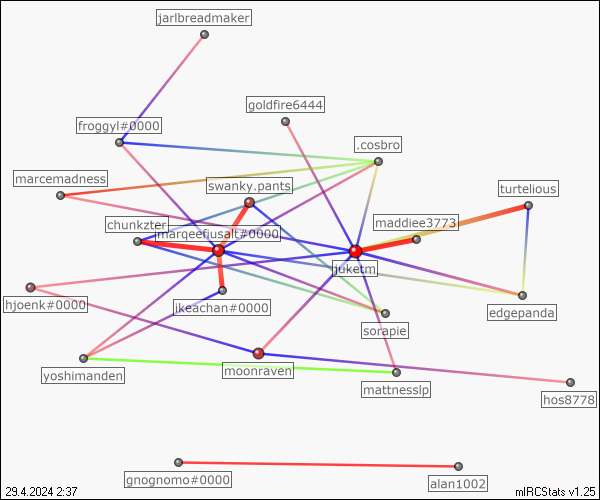 jarlbreadmaker
goldfire6444
froggyl#0000
.cosbro
marcemadness
swanky.pants
turtelious
maddiee3773
chunkzter
marqeefiusalt#0000
juketm
hjoenk#0000
ikeachan#0000
edgepanda
sorapie
moonraven
yoshimanden
mattnesslp
hos8778
gnognomo#0000
alan1002
29.4.2024 2:37
mIRCStats v1.25